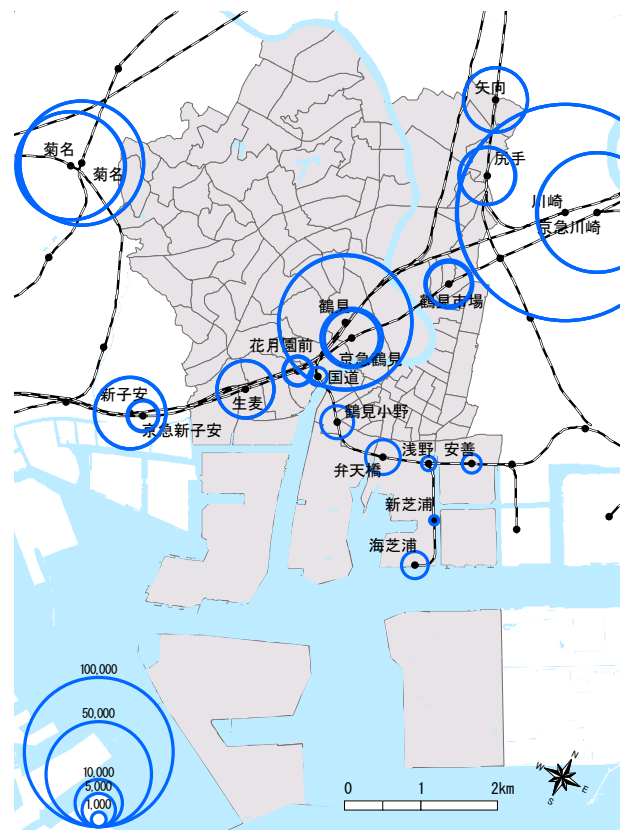 矢向
菊名
菊名
尻手
川崎
京急川崎
鶴見市場
鶴見
花月園前
京急鶴見
国道
新子安
生麦
京急新子安
鶴見小野
浅野
安善
弁天橋
新芝浦
海芝浦
100,000
50,000
10,000
5,000
1,000
0 1 2km
N
W
E
S